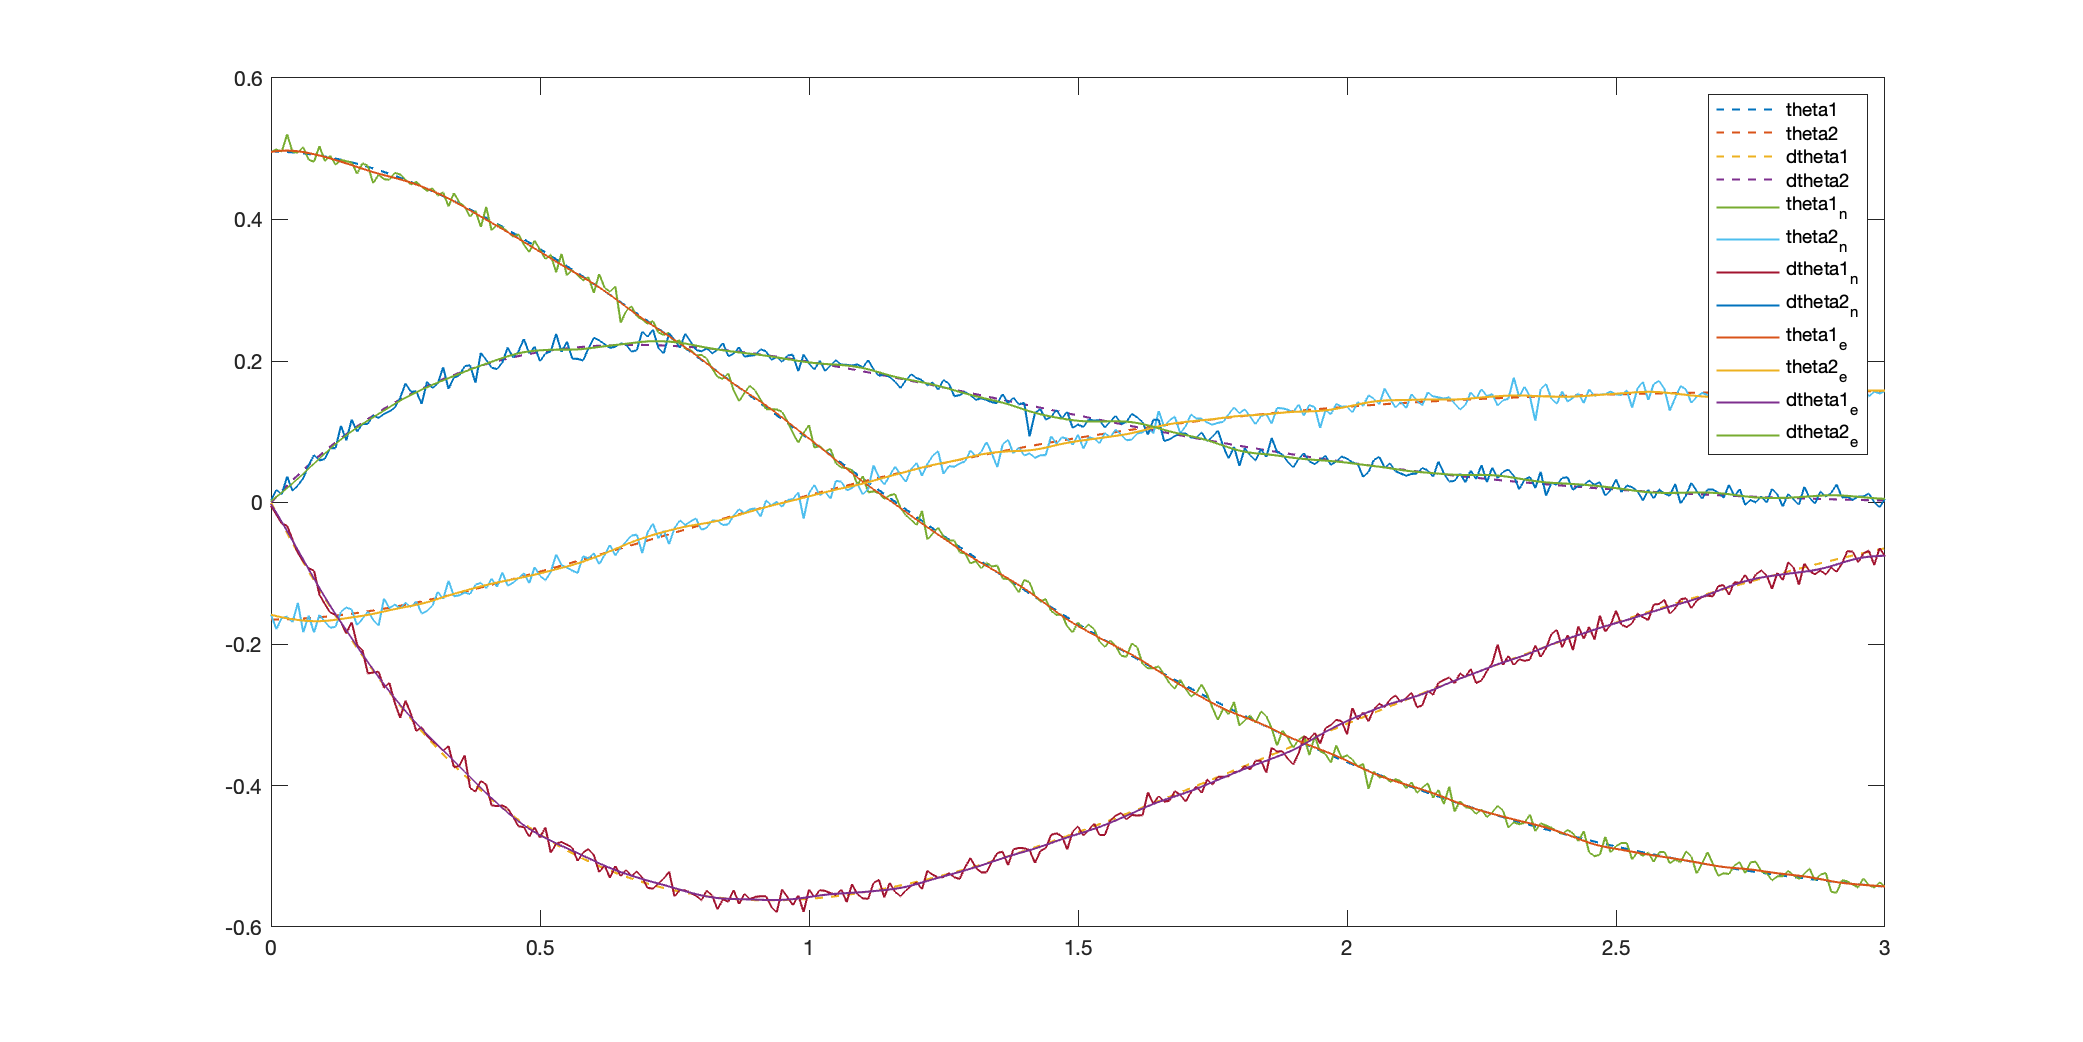 0.6
0.4
0.2
0
-0.2
-0.4
-0.6
0
0.5
1
1.5
2
2.5
3
theta1
theta2
dtheta1
dtheta2
theta1n
theta2n
dtheta1n
dtheta2n
theta1e
theta2e
dtheta1e
dtheta2e